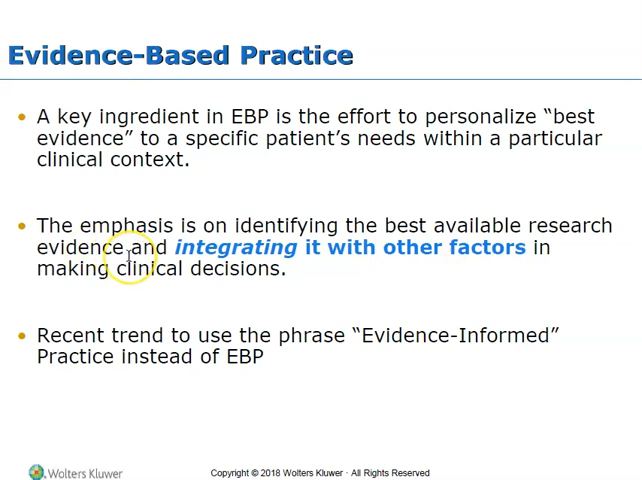 Evidence-Based Practice
• A key ingredient in EBP is the effort to personalize “best
evidence” to a specific patient’s needs within a particular
clinical context.
• The emphasis is on identifying the best available research
evidence and integrating it with other factors in
making clinical decisions.
• Recent trend to use the phrase “Evidence-Informed”
Practice instead of EBP
Wolters Kluwer
Copyright © 2018 Wolters Kluwer · All Rights Reserved